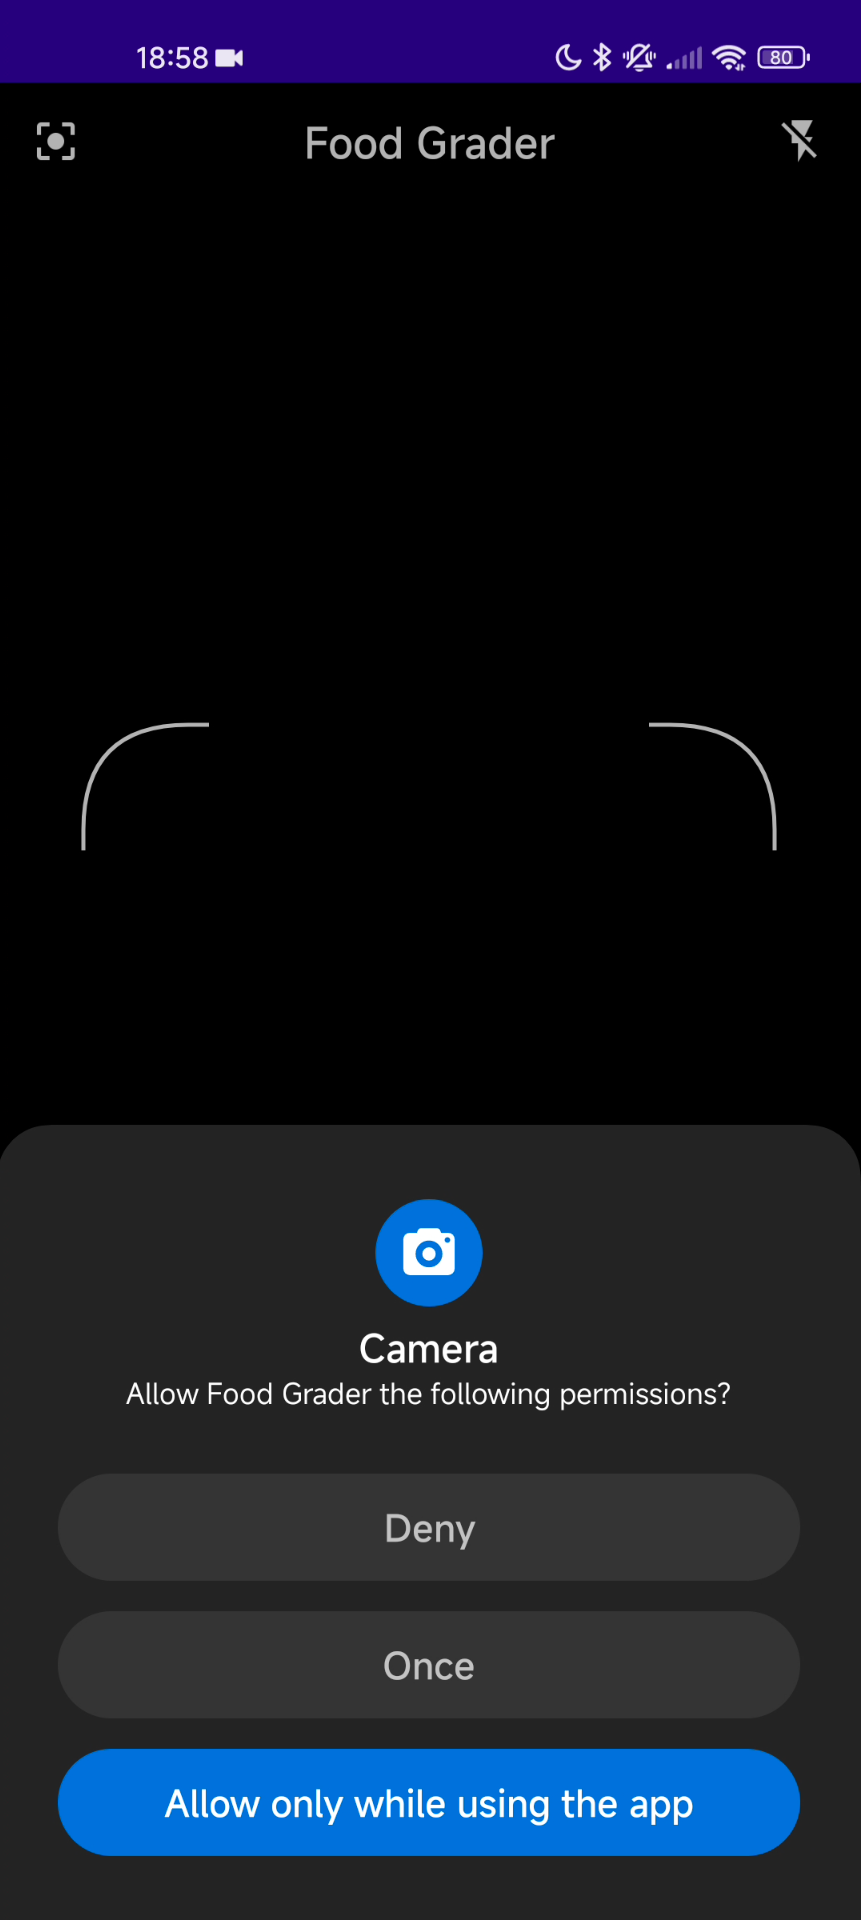 18:58
80
Food Grader
Camera
Allow Food Grader the following permissions?
Deny
Once
Allow only while using the app